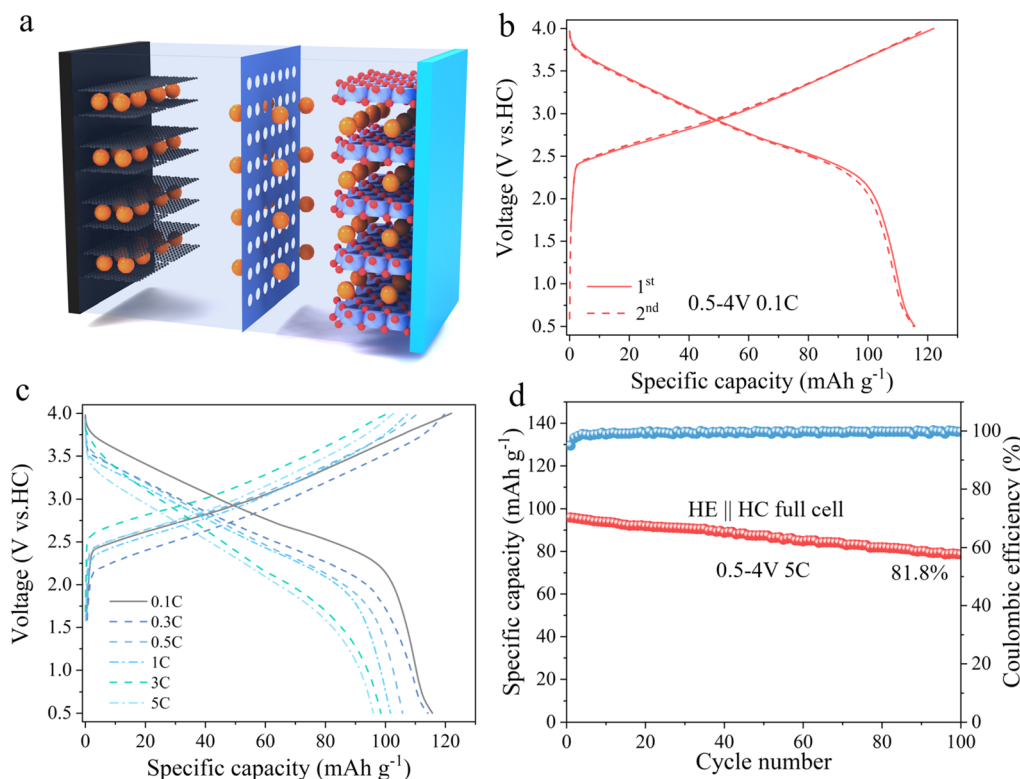 a
b
4.0
3.5
3.0
2.5
2.0
1.5
1.0
0.5
Voltage (V vs.HC)
1st
2nd
0.5-4V 0.1C
0 20 40 60 80 100 120
Specific capacity (mAh g-1)
c
4.0
3.5
3.0
2.5
2.0
1.5
1.0
0.5
Voltage (V vs.HC)
0.1C
0.3C
0.5C
1C
3C
5C
0 20 40 60 80 100 120
Specific capacity (mAh g-1)
d
140
120
100
80
60
40
20
0
Specific capacity (mAh g-1)
HE || HC full cell
0.5-4V 5C
81.8%
100
80
60
40
20
0
Coulombic efficiency (%)
0 20 40 60 80 100
Cycle number